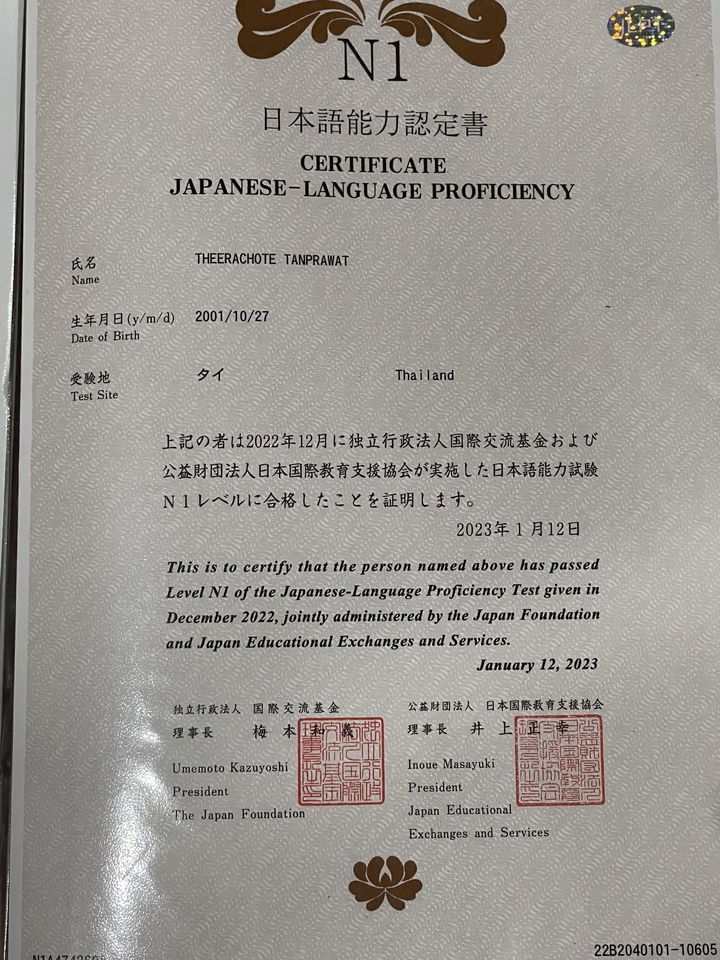 N1
日本語能力認定書
CERTIFICATE
JAPANESE-LANGUAGE PROFICIENCY
氏名 THEERACHOTE TANPRAWAT
Name
生年月日(y/m/d) 2001/10/27
Date of Birth
受験地 タイ Thailand
Test Site
上記の者は2022年12月に独立行政法人国際交流基金および
公益財団法人日本国際教育支援協会が実施した日本語能力試験
N1レベルに合格したことを証明します。
2023年1月12日
This is to certify that the person named above has passed
Level N1 of the Japanese-Language Proficiency Test given in
December 2022, jointly administered by the Japan Foundation
and Japan Educational Exchanges and Services.
January 12, 2023
独立行政法人 国際交流基金
理事長 梅本和義
Umemoto Kazuyoshi
President
The Japan Foundation
公益財団法人 日本国際教育支援協会
理事長 井上正幸
Inoue Masayuki
President
Japan Educational
Exchanges and Services
22B2040101-10605